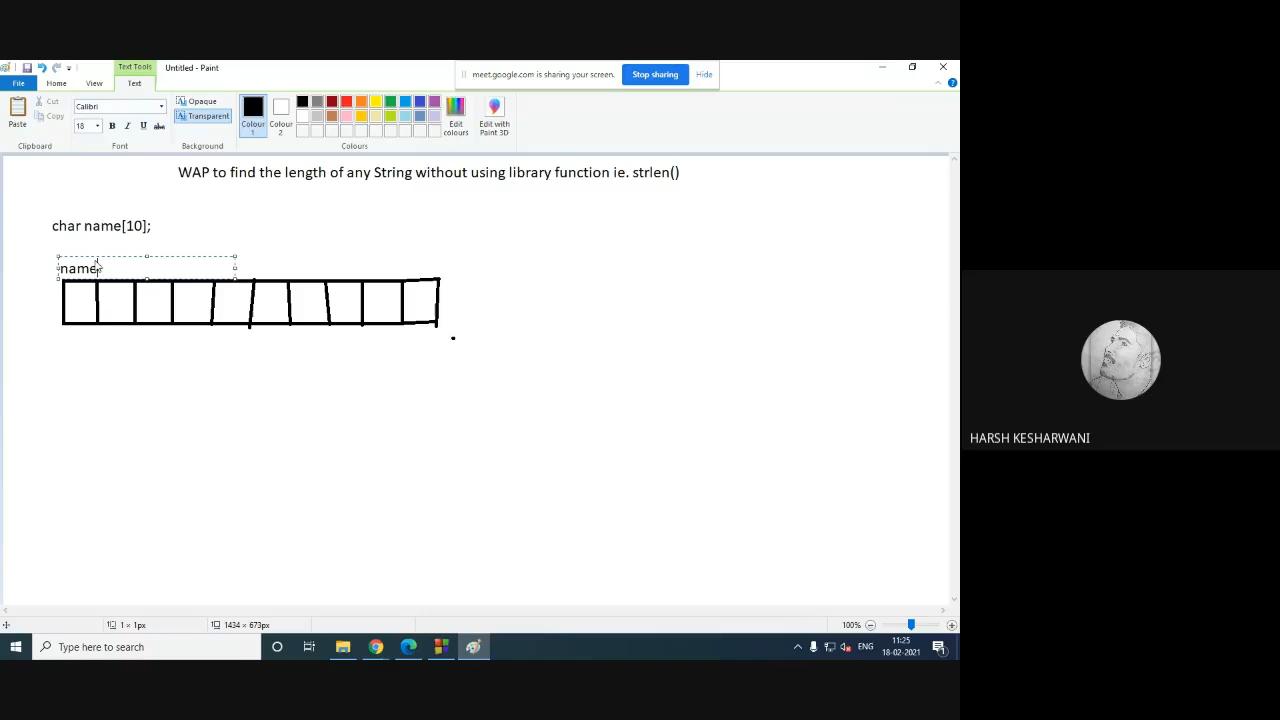 Text Tools
Untitled - Paint
meet.google.com is sharing your screen.
Stop sharing
Hide
File
Home
View
Text
Paste
Cut
Copy
Clipboard
Calibri
18
B I U abc
Font
Opaque
Transparent
Background
Colour 1
Colour 2
Edit colours
Edit with Paint 3D
Colours
WAP to find the length of any String without using library function ie. strlen()
char name[10];
name
HARSH KESHARWANI
1 × 1px
1434 × 673px
100%
Type here to search
ENG
11:25
18-02-2021
1